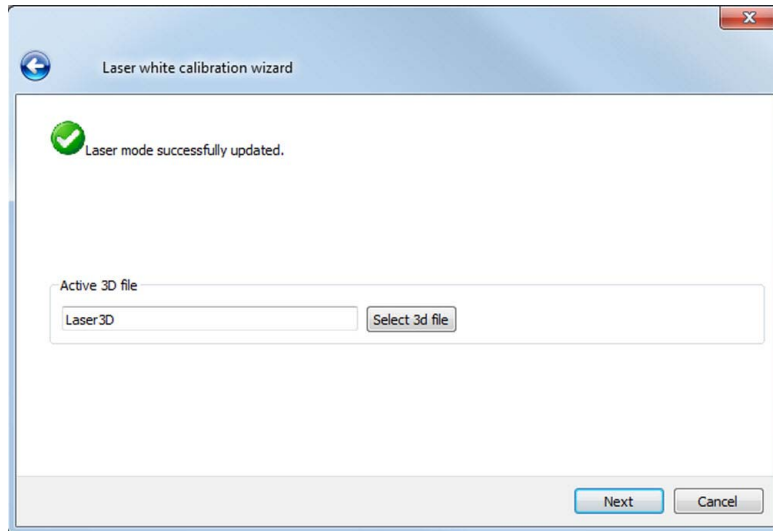 Laser white calibration wizard
Laser mode successfully updated.
Active 3D file
Laser3D
Select 3d file
Next
Cancel